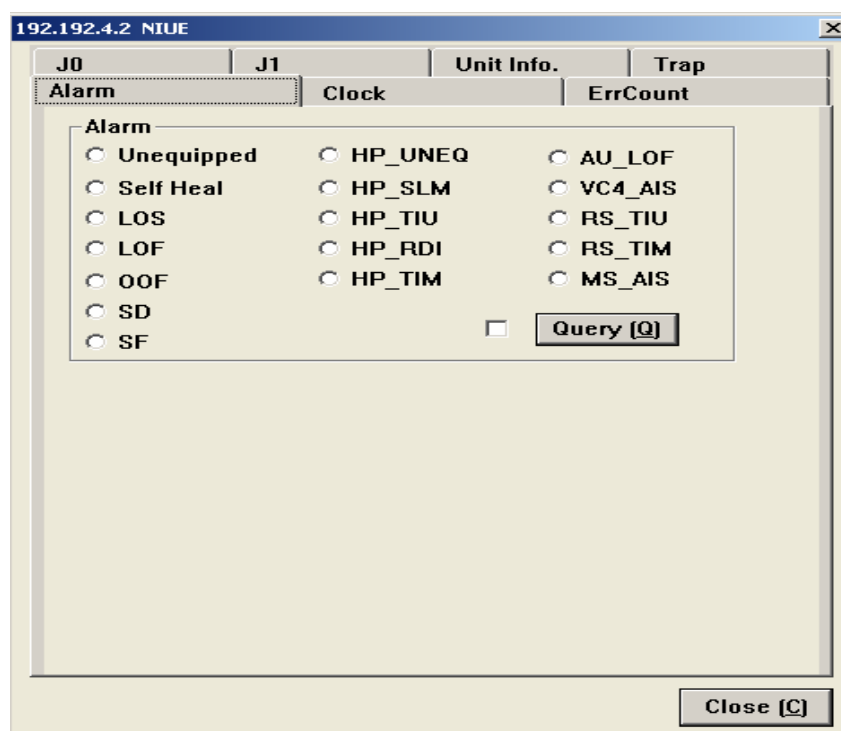 192.192.4.2 NIUE
J0 J1 Unit Info. Trap
Alarm Clock ErrCount
Alarm
Unequipped HP_UNEQ AU_LOF
Self Heal HP_SLM VC4_AIS
LOS HP_TIU RS_TIU
LOF HP_RDI RS_TIM
OOF HP_TIM MS_AIS
SD
Query (Q)
SF
Close (C)